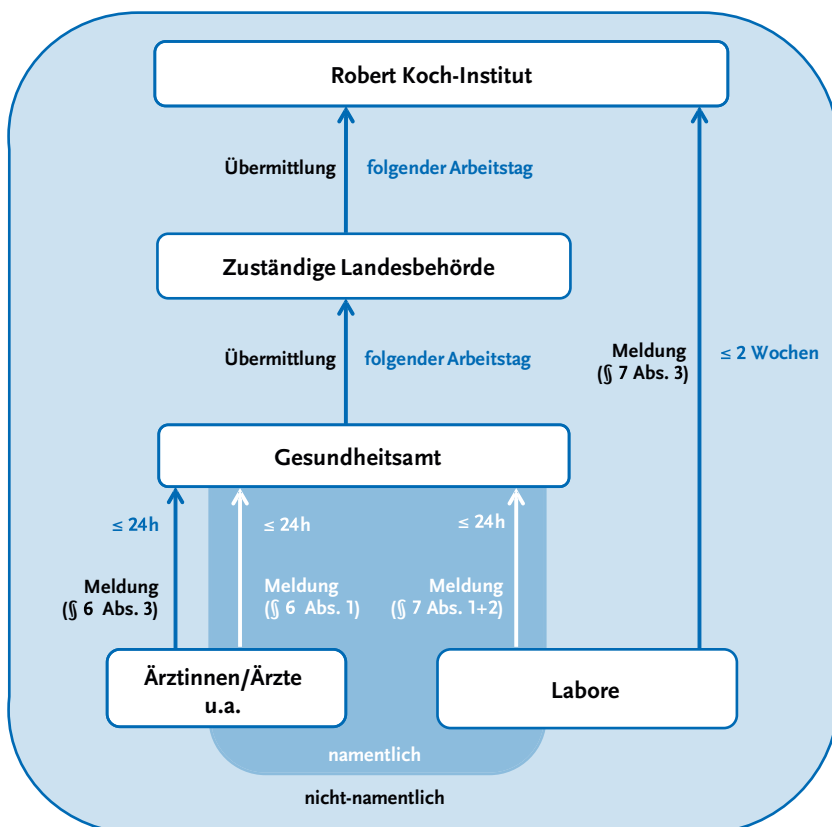 Robert Koch-Institut
Übermittlung folgender Arbeitstag
Zuständige Landesbehörde
Übermittlung folgender Arbeitstag
Meldung
(§ 7 Abs. 3)
≤ 2 Wochen
Gesundheitsamt
≤ 24h
≤ 24h
≤ 24h
Meldung
(§ 6 Abs. 3)
Meldung
(§ 6 Abs. 1)
Meldung
(§ 7 Abs. 1+2)
Ärztinnen/Ärzte
u.a.
Labore
namentlich
nicht-namentlich